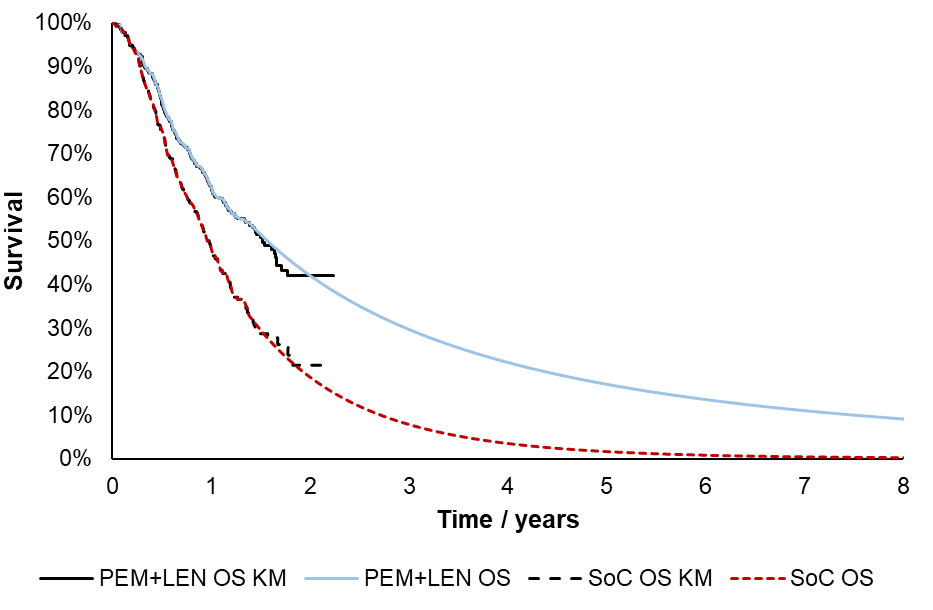 100%
90%
80%
70%
60%
50%
40%
30%
20%
10%
0%
Survival
0 1 2 3 4 5 6 7 8
Time / years
PEM+LEN OS KM PEM+LEN OS SoC OS KM SoC OS